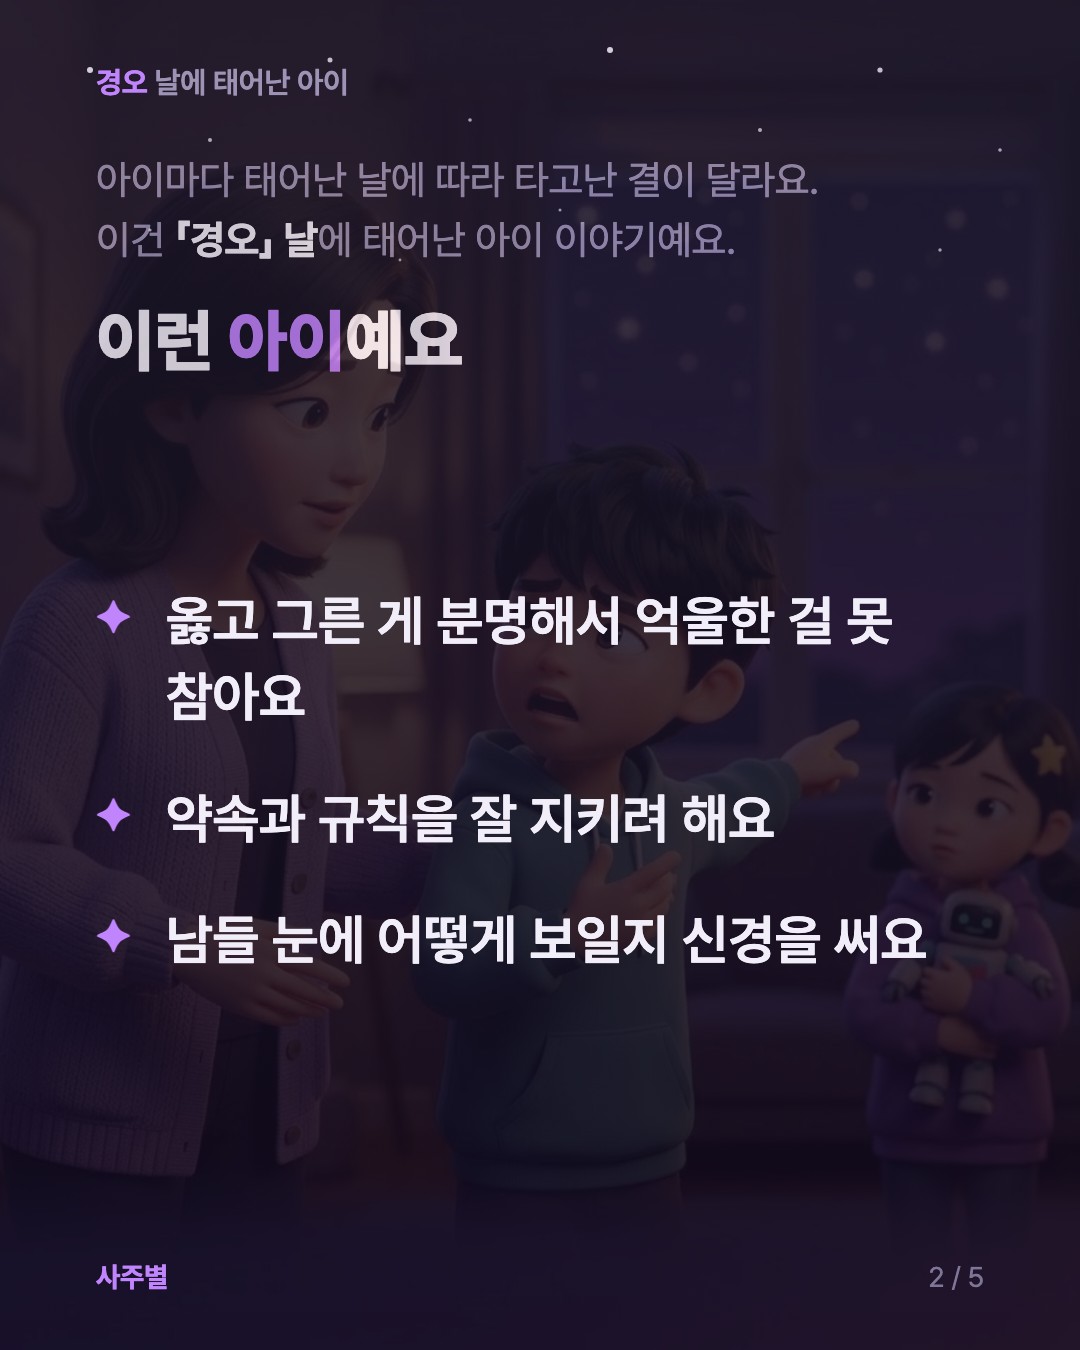 경오 날에 태어난 아이
아이마다 태어난 날에 따라 타고난 결이 달라요.
이건 「경오」 날에 태어난 아이 이야기예요.
이런 아이예요
옳고 그른 게 분명해서 억울한 걸 못
참아요
약속과 규칙을 잘 지키려 해요
남들 눈에 어떻게 보일지 신경을 써요
사주별
2 / 5